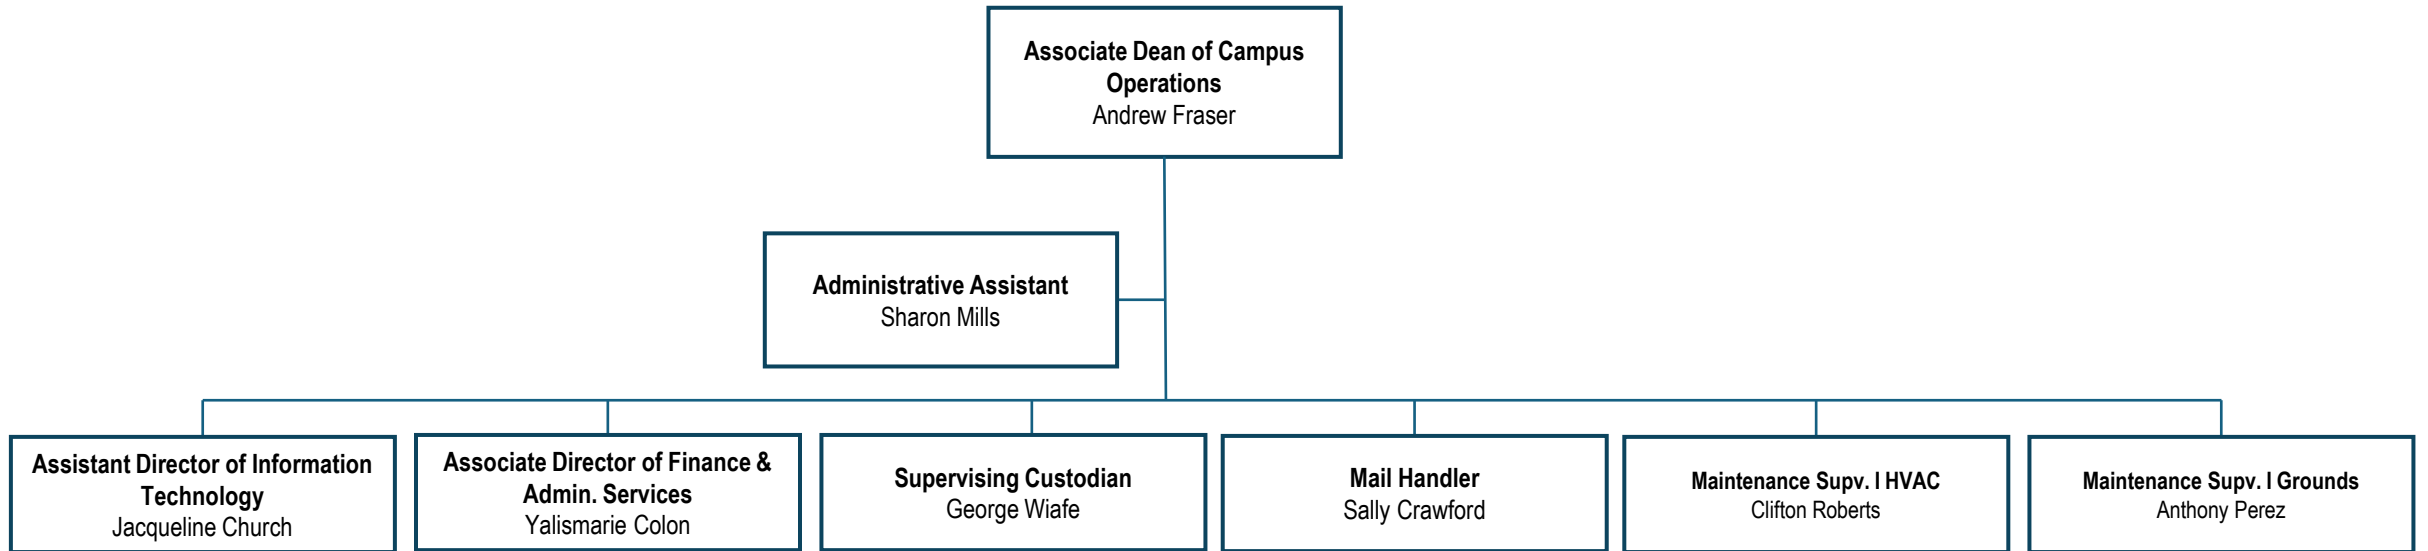 Associate Dean of Campus
Operations
Andrew Fraser
Administrative Assistant
Sharon Mills
Assistant Director of Information
Technology
Jacqueline Church
Associate Director of Finance &
Admin. Services
Yalismarie Colon
Supervising Custodian
George Wiafe
Mail Handler
Sally Crawford
Maintenance Supv. I HVAC
Clifton Roberts
Maintenance Supv. I Grounds
Anthony Perez